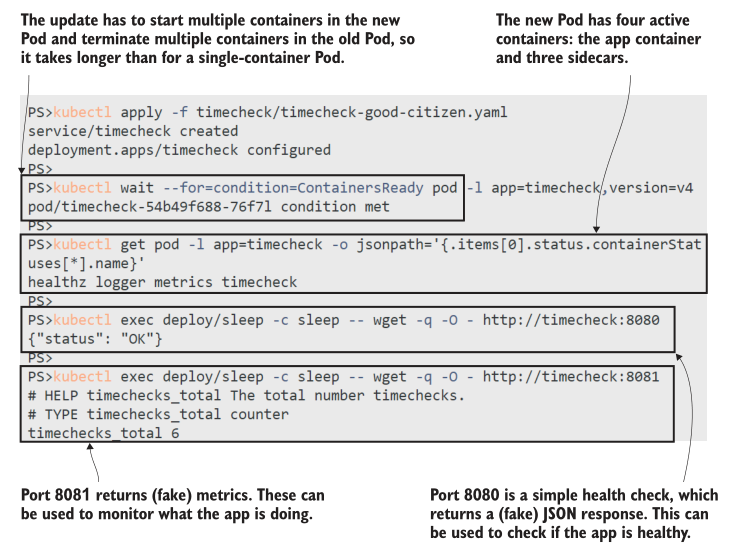 The update has to start multiple containers in the new
Pod and terminate multiple containers in the old Pod, so
it takes longer than for a single-container Pod.
The new Pod has four active
containers: the app container
and three sidecars.
PS>kubectl apply -f timecheck/timecheck-good-citizen.yaml
service/timecheck created
deployment.apps/timecheck configured
PS>
PS>kubectl wait --for=condition=ContainersReady pod -l app=timecheck,version=v4
pod/timecheck-54b49f688-76f7l condition met
PS>
PS>kubectl get pod -l app=timecheck -o jsonpath='{.items[0].status.containerStat
uses[*].name}'
healthz logger metrics timecheck
PS>
PS>kubectl exec deploy/sleep -c sleep -- wget -q -O - http://timecheck:8080
{"status": "OK"}
PS>
PS>kubectl exec deploy/sleep -c sleep -- wget -q -O - http://timecheck:8081
# HELP timechecks_total The total number timechecks.
# TYPE timechecks_total counter
timechecks_total 6
Port 8081 returns (fake) metrics. These can
be used to monitor what the app is doing.
Port 8080 is a simple health check, which
returns a (fake) JSON response. This can
be used to check if the app is healthy.